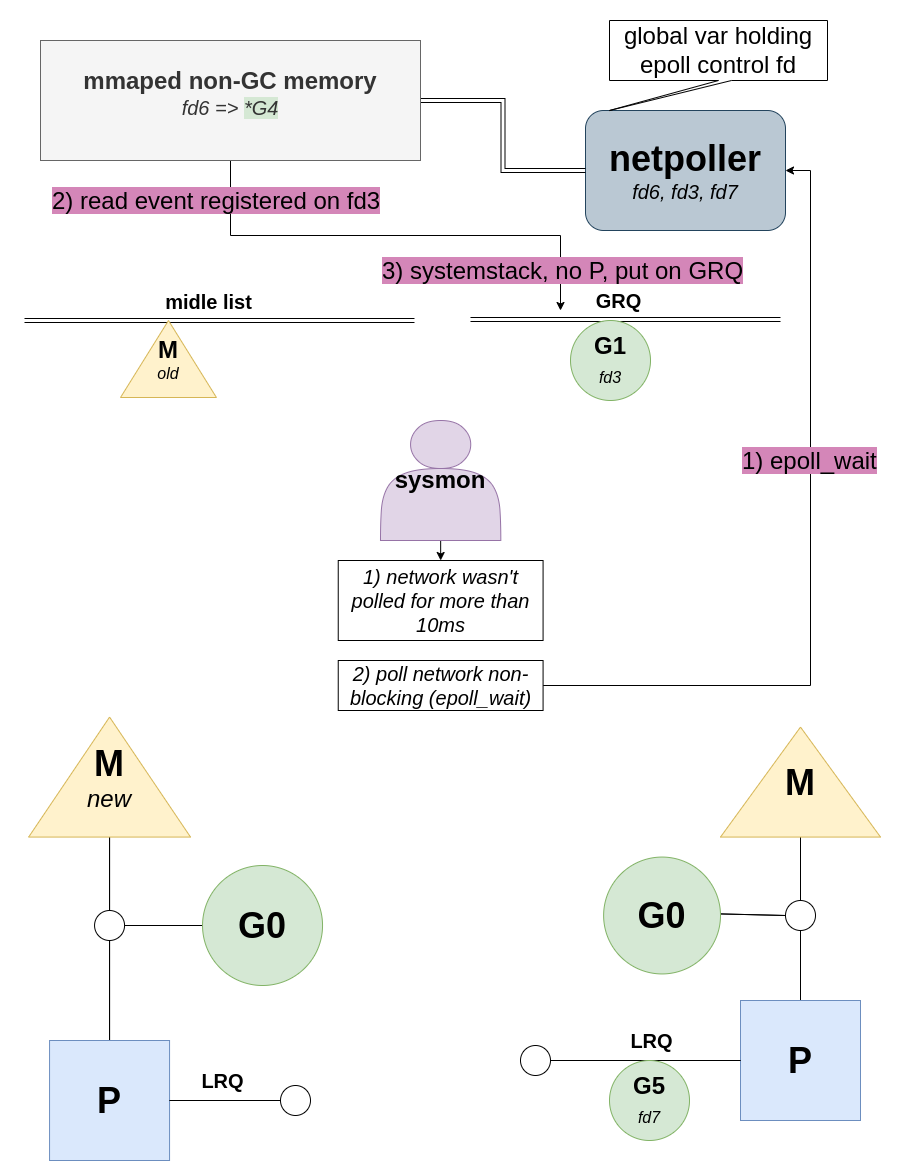 global var holding
epoll control fd
mmaped non-GC memory
fd6 => *G4
netpoller
fd6, fd3, fd7
2) read event registered on fd3
3) systemstack, no P, put on GRQ
midle list
GRQ
M
old
G1
fd3
1) epoll_wait
sysmon
1) network wasn't
polled for more than
10ms
2) poll network non-
blocking (epoll_wait)
M
new
M
G0
G0
P
LRQ
LRQ
P
G5
fd7